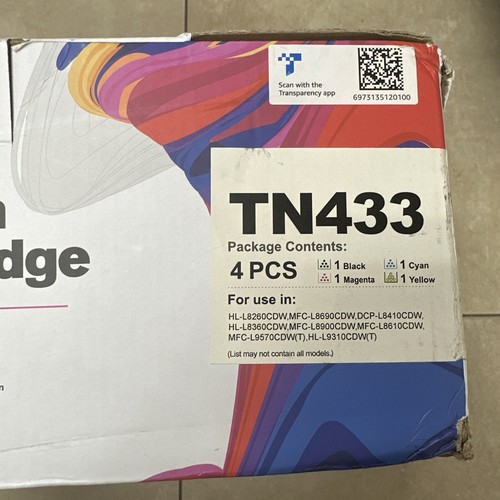 Scan with the
Transparency app
6973135120100
dge
TN433
Package Contents:
4 PCS
1 Black
1 Cyan
1 Magenta
1 Yellow
For use in:
HL-L8260CDW,MFC-L8690CDW,DCP-L8410CDW,
HL-L8360CDW,MFC-L8900CDW,MFC-L8610CDW,
MFC-L9570CDW(T),HL-L9310CDW(T)
(List may not contain all models.)